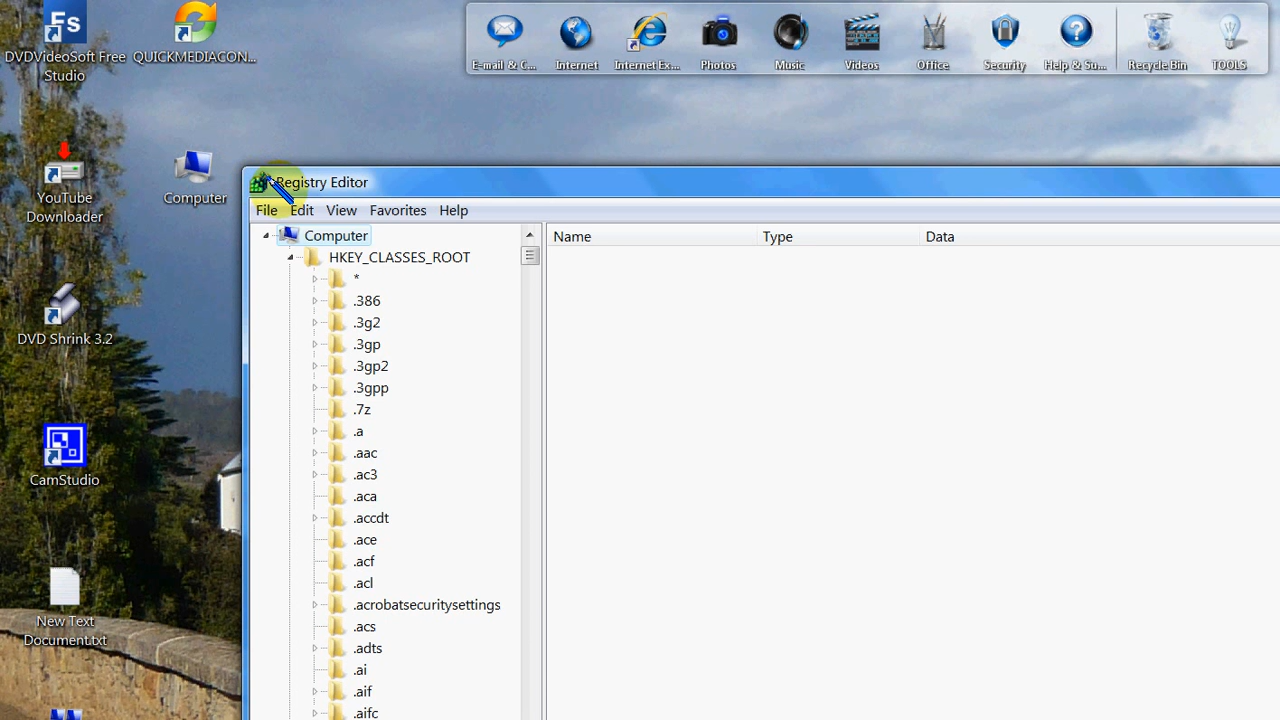 DVDVideoSoft Free
Studio
QUICKMEDIACON...
E-mail & C...
Internet
Internet Ex...
Photos
Music
Videos
Office
Security
Help & Su...
Recycle Bin
TOOLS
YouTube
Downloader
Computer
DVD Shrink 3.2
CamStudio
New Text
Document.txt
Registry Editor
File Edit View Favorites Help
Computer
Name Type Data
HKEY_CLASSES_ROOT
*
.386
.3g2
.3gp
.3gp2
.3gpp
.7z
.a
.aac
.ac3
.aca
.accdt
.ace
.acf
.acl
.acrobatsecuritysettings
.acs
.adts
.ai
.aif
.aifc